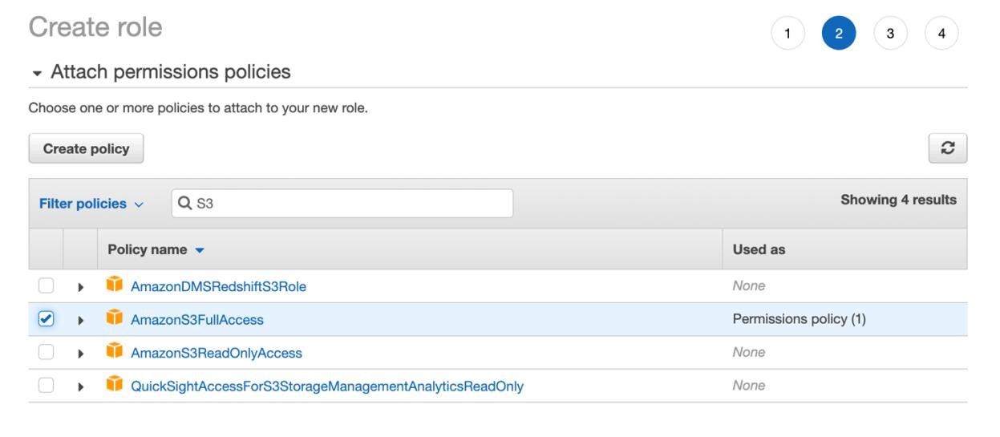 Create role
1 2 3 4
Attach permissions policies
Choose one or more policies to attach to your new role.
Create policy
Filter policies S3 Showing 4 results
Policy name Used as
AmazonDMSRedshiftS3Role None
AmazonS3FullAccess Permissions policy (1)
AmazonS3ReadOnlyAccess None
QuickSightAccessForS3StorageManagementAnalyticsReadOnly None